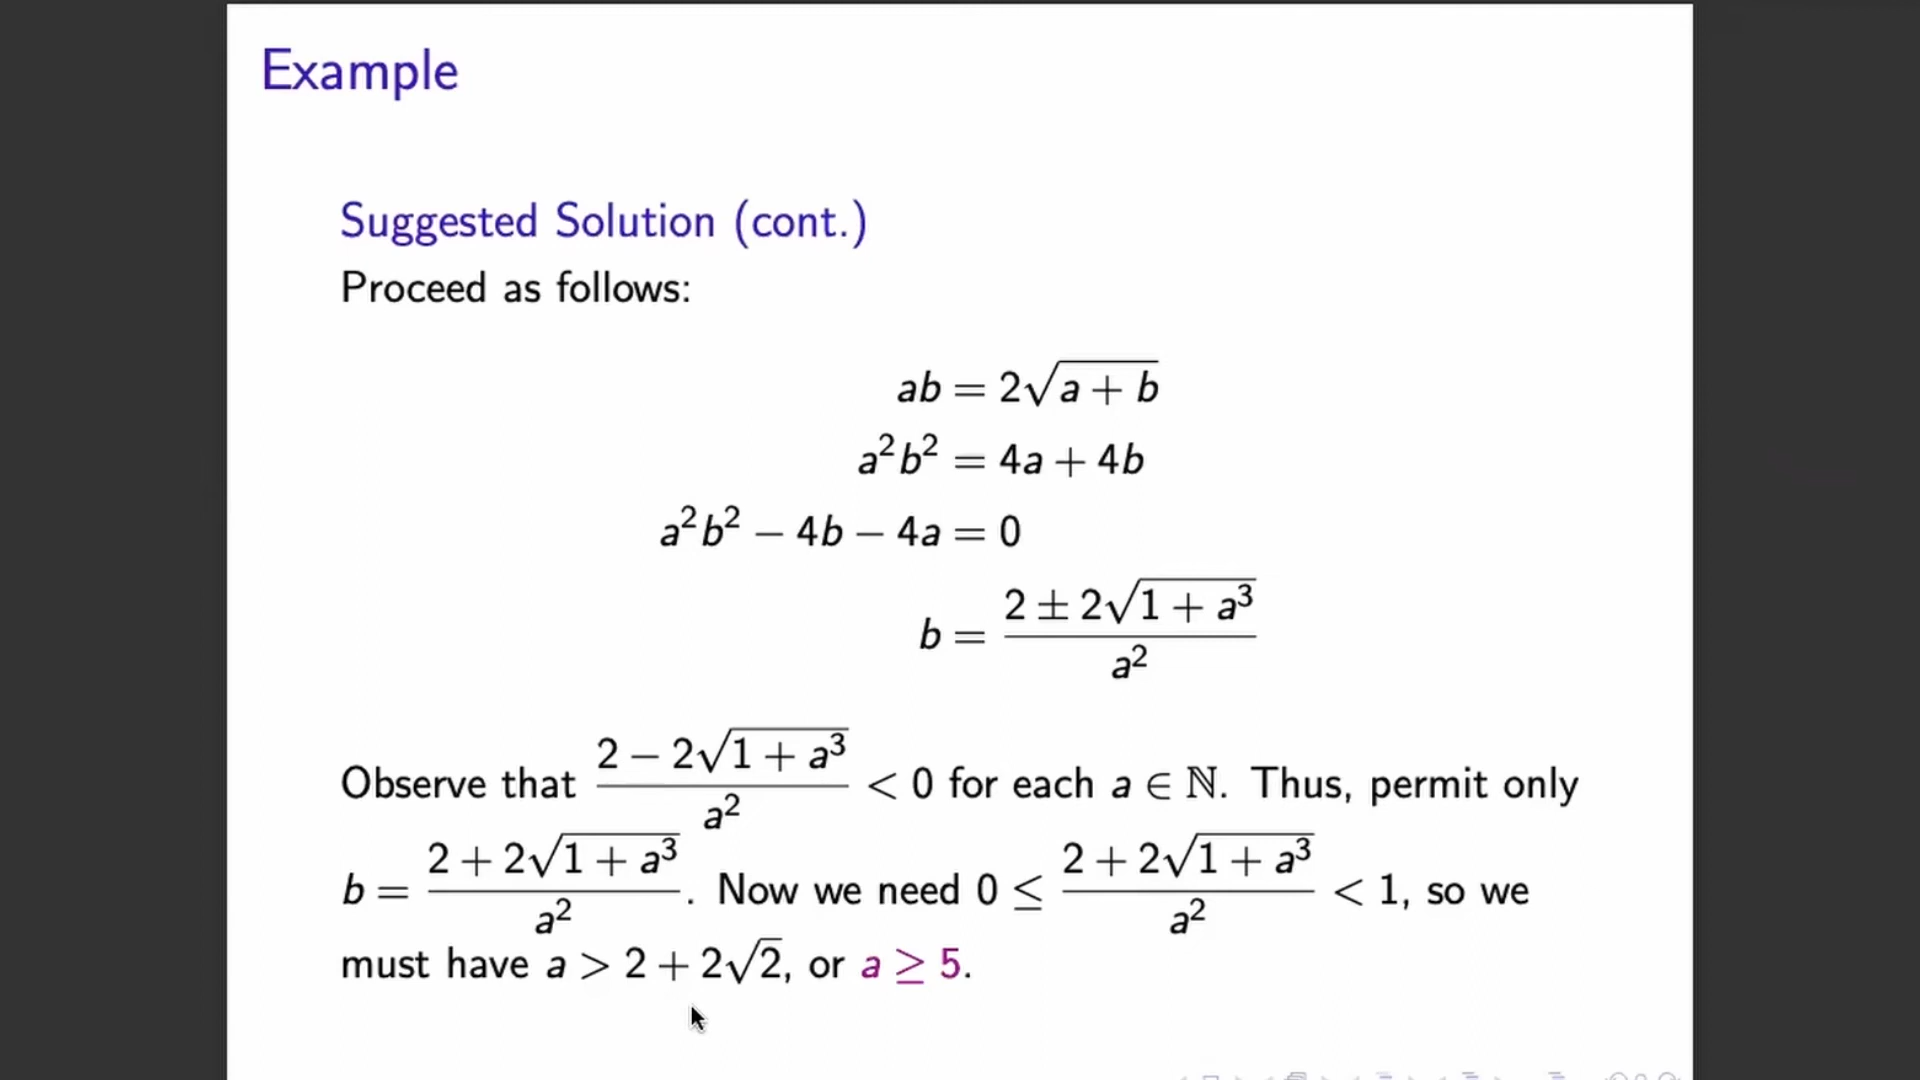 Example
Suggested Solution (cont.)
Proceed as follows:
ab = 2√(a + b)
a²b² = 4a + 4b
a²b² − 4b − 4a = 0
b = (2 ± 2√(1 + a³)) / a²
Observe that (2 − 2√(1 + a³)) / a² < 0 for each a ∈ ℕ. Thus, permit only
b = (2 + 2√(1 + a³)) / a². Now we need 0 ≤ (2 + 2√(1 + a³)) / a² < 1, so we
must have a > 2 + 2√2, or a ≥ 5.